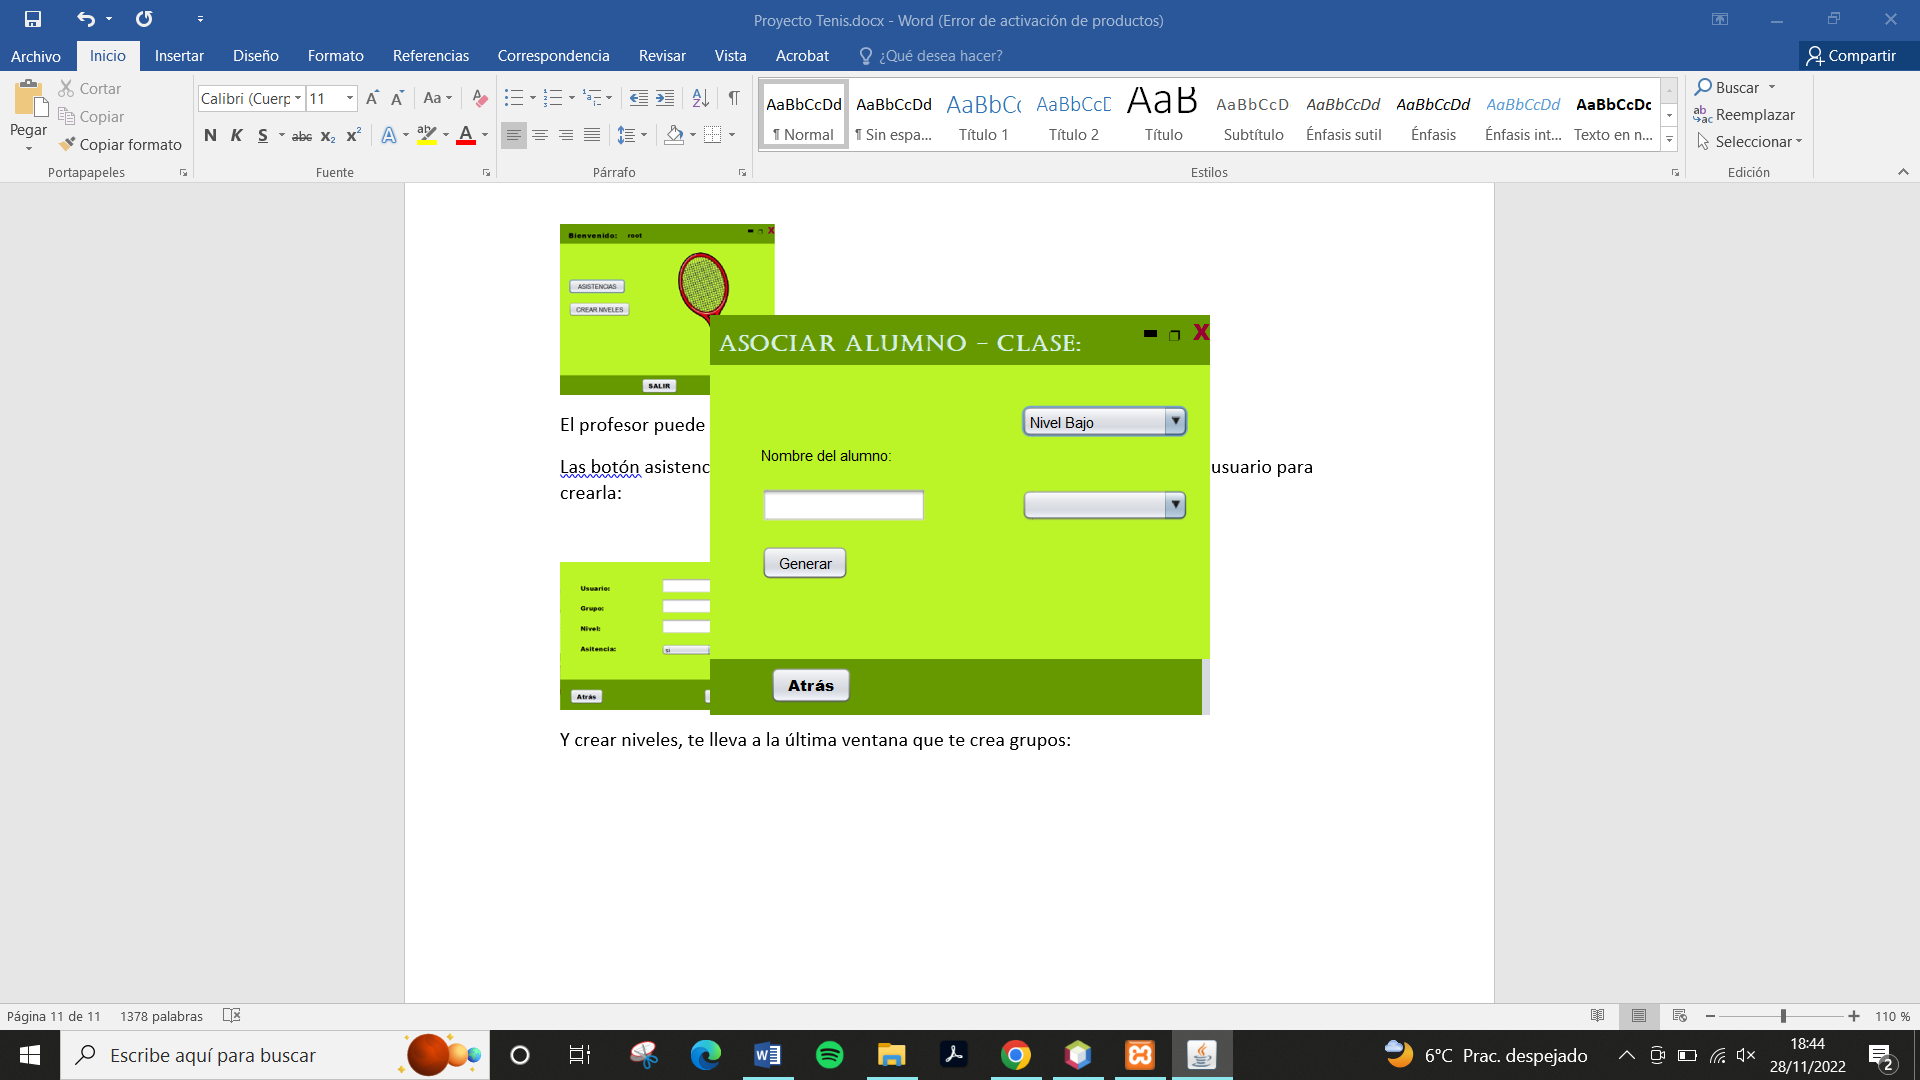 Proyecto Tenis.docx - Word (Error de activación de productos)
Archivo Inicio Insertar Diseño Formato Referencias Correspondencia Revisar Vista Acrobat ¿Qué desea hacer? Compartir
Pegar
Cortar
Copiar
Copiar formato
Portapapeles
Calibri (Cuerp 11
Aa
N K S abc x₂ x²
Fuente
Párrafo
AaBbCcDd AaBbCcDd AaBbC AaBbCcD AaB AaBbCcD AaBbCcDd AaBbCcDd AaBbCcDd AaBbCcDc
¶ Normal ¶ Sin espa... Título 1 Título 2 Título Subtítulo Énfasis sutil Énfasis Énfasis int... Texto en n...
Estilos
Buscar
Reemplazar
Seleccionar
Edición
Bienvenido: root X
ASISTENCIAS
CREAR NIVELES
SALIR
El profesor puede
Las botón asistenc
usuario para
crearla:
ASOCIAR ALUMNO - CLASE: X
Nivel Bajo
Nombre del alumno:
Generar
Atrás
Usuario:
Grupo:
Nivel:
Asitencia:
Atrás
Y crear niveles, te lleva a la última ventana que te crea grupos:
Página 11 de 11 1378 palabras 110 %
Escribe aquí para buscar
6°C Prac. despejado
18:44
28/11/2022
2